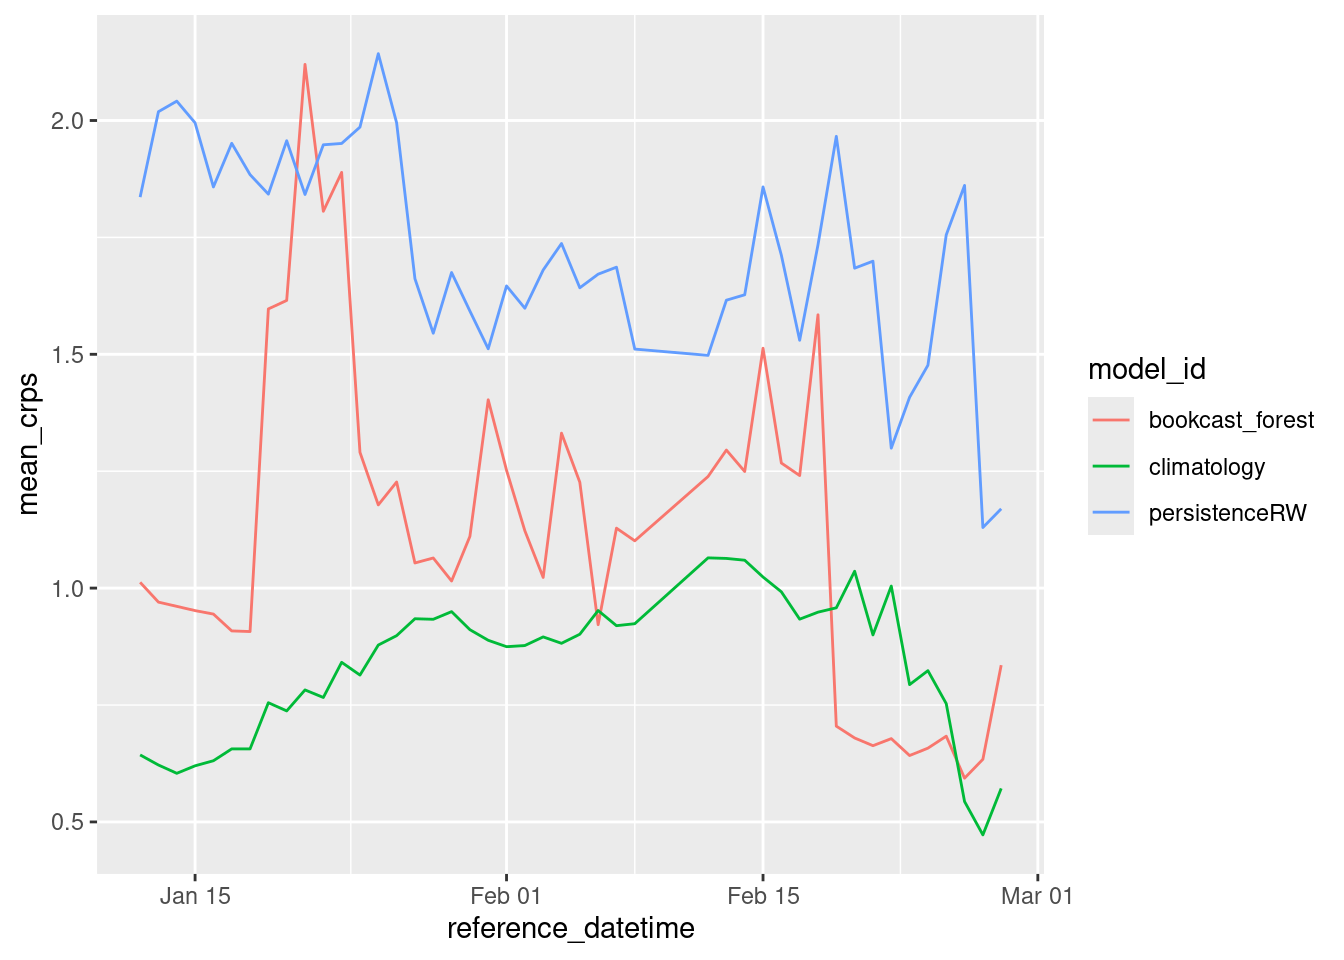 2.0
1.5
1.0
0.5
mean_crps
Jan 15
Feb 01
Feb 15
Mar 01
reference_datetime
model_id
bookcast_forest
climatology
persistenceRW